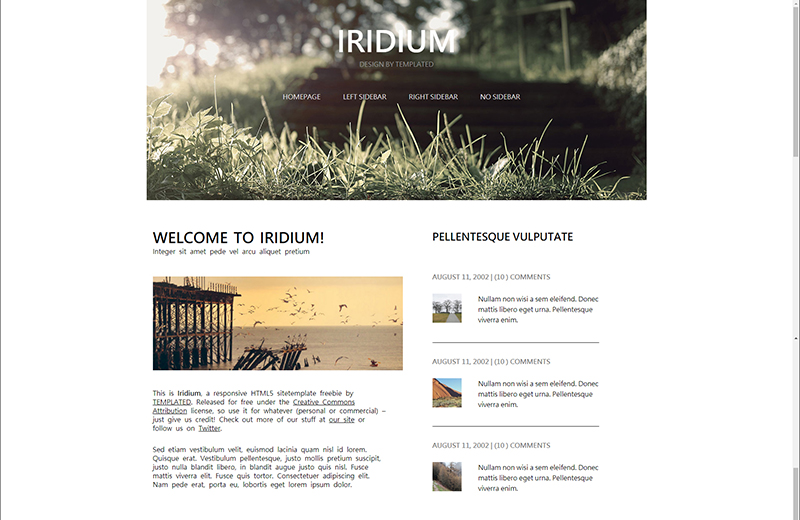 IRIDIUM
DESIGN BY TEMPLATED
HOMEPAGE LEFT SIDEBAR RIGHT SIDEBAR NO SIDEBAR
WELCOME TO IRIDIUM!
Integer sit amet pede vel arcu aliquet pretium
This is Iridium, a responsive HTML5 sitetemplate freebie by
TEMPLATED. Released for free under the Creative Commons
Attribution license, so use it for whatever (personal or commercial) –
just give us credit! Check out more of our stuff at our site or
follow us on Twitter.
Sed etiam vestibulum velit, euismod lacinia quam nisl id lorem.
Quisque erat. Vestibulum pellentesque, justo mollis pretium suscipit,
justo nulla blandit libero, in blandit augue justo quis nisl. Fusce
mattis viverra elit. Fusce quis tortor. Consectetuer adipiscing elit.
Nam pede erat, porta eu, lobortis eget lorem ipsum dolor.
PELLENTESQUE VULPUTATE
AUGUST 11, 2002 | (10 ) COMMENTS
Nullam non wisi a sem eleifend. Donec
mattis libero eget urna. Pellentesque
viverra enim.
AUGUST 11, 2002 | (10 ) COMMENTS
Nullam non wisi a sem eleifend. Donec
mattis libero eget urna. Pellentesque
viverra enim.
AUGUST 11, 2002 | (10 ) COMMENTS
Nullam non wisi a sem eleifend. Donec
mattis libero eget urna. Pellentesque
viverra enim.